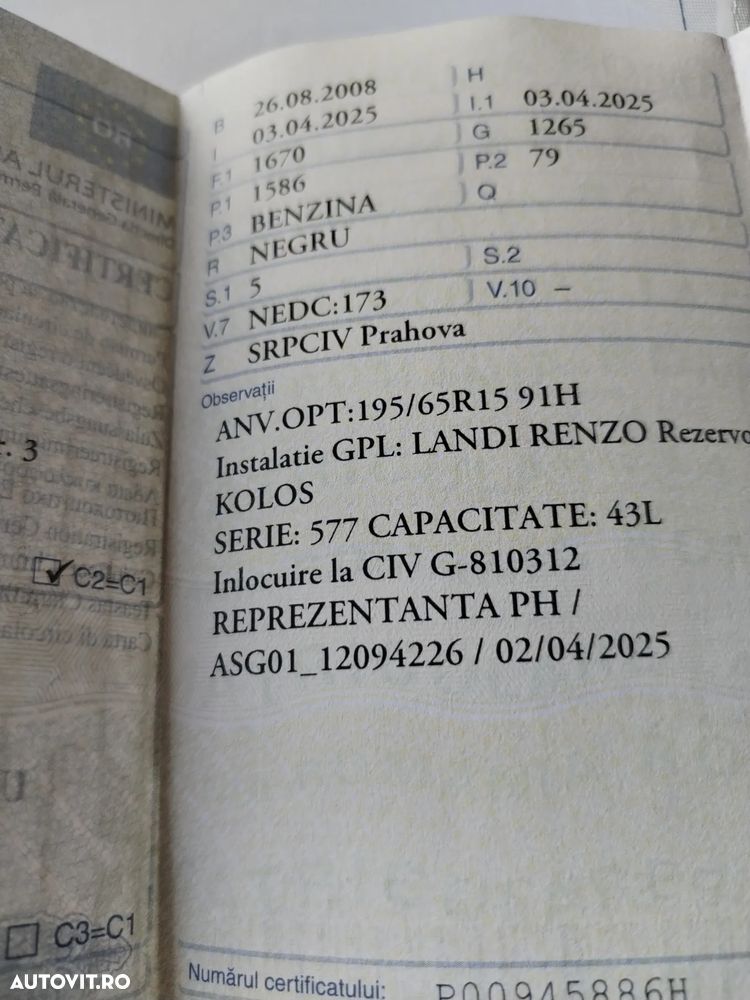 B 26.08.2008 H
I 03.04.2025 I.1 03.04.2025
F.1 1670 G 1265
P.1 1586 P.2 79
P3 BENZINA Q
R NEGRU
S.1 5 S.2
V.7 NEDC:173 V.10 –
Z SRPCIV Prahova
Observații
ANV.OPT:195/65R15 91H
Instalatie GPL: LANDI RENZO Rezervo
KOLOS
SERIE: 577 CAPACITATE: 43L
Inlocuire la CIV G-810312
REPREZENTANTA PH /
ASG01_12094226 / 02/04/2025
Numărul certificatului: P00945886H
. 3
C2=C1
C3=C1
AUTOVIT.RO